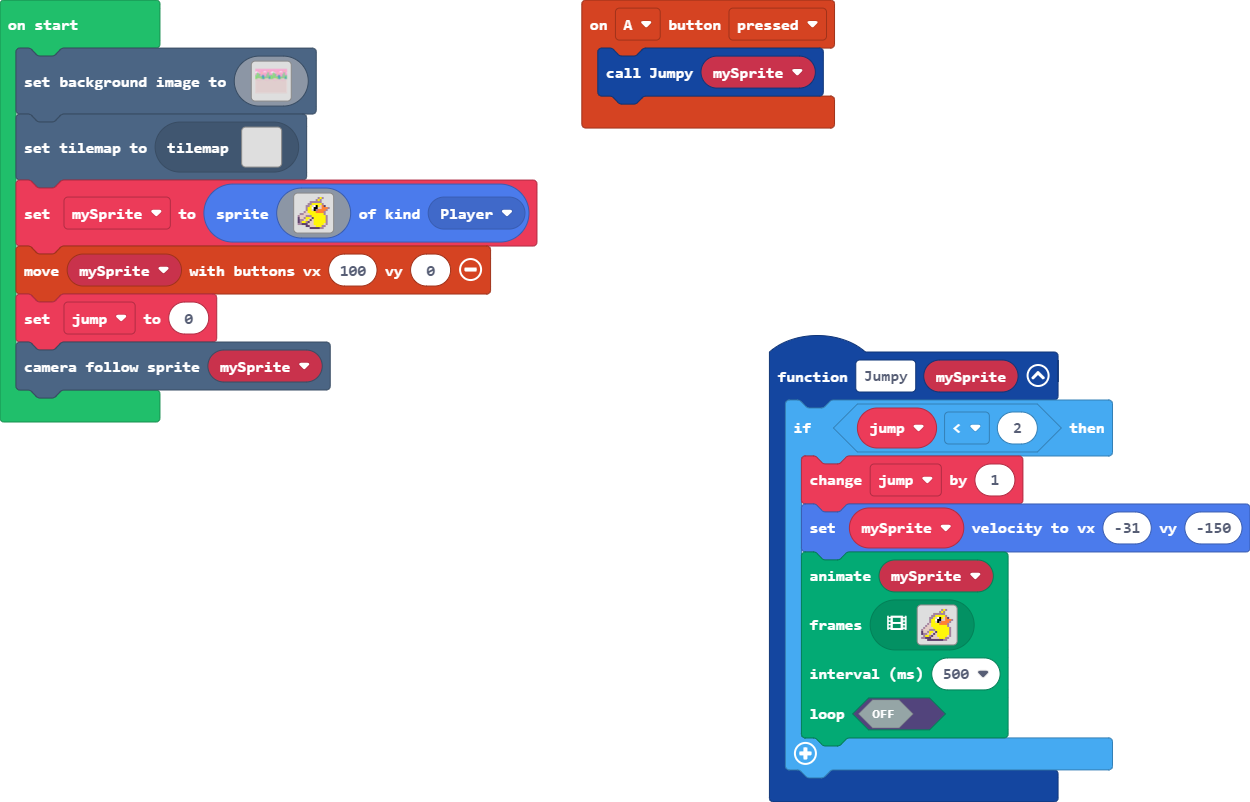 on start
set background image to
set tilemap to tilemap
set mySprite to sprite of kind Player
move mySprite with buttons vx 100 vy 0
set jump to 0
camera follow sprite mySprite
on A button pressed
call Jumpy mySprite
function Jumpy mySprite
if jump < 2 then
change jump by 1
set mySprite velocity to vx -31 vy -150
animate mySprite
frames
interval (ms) 500
loop OFF